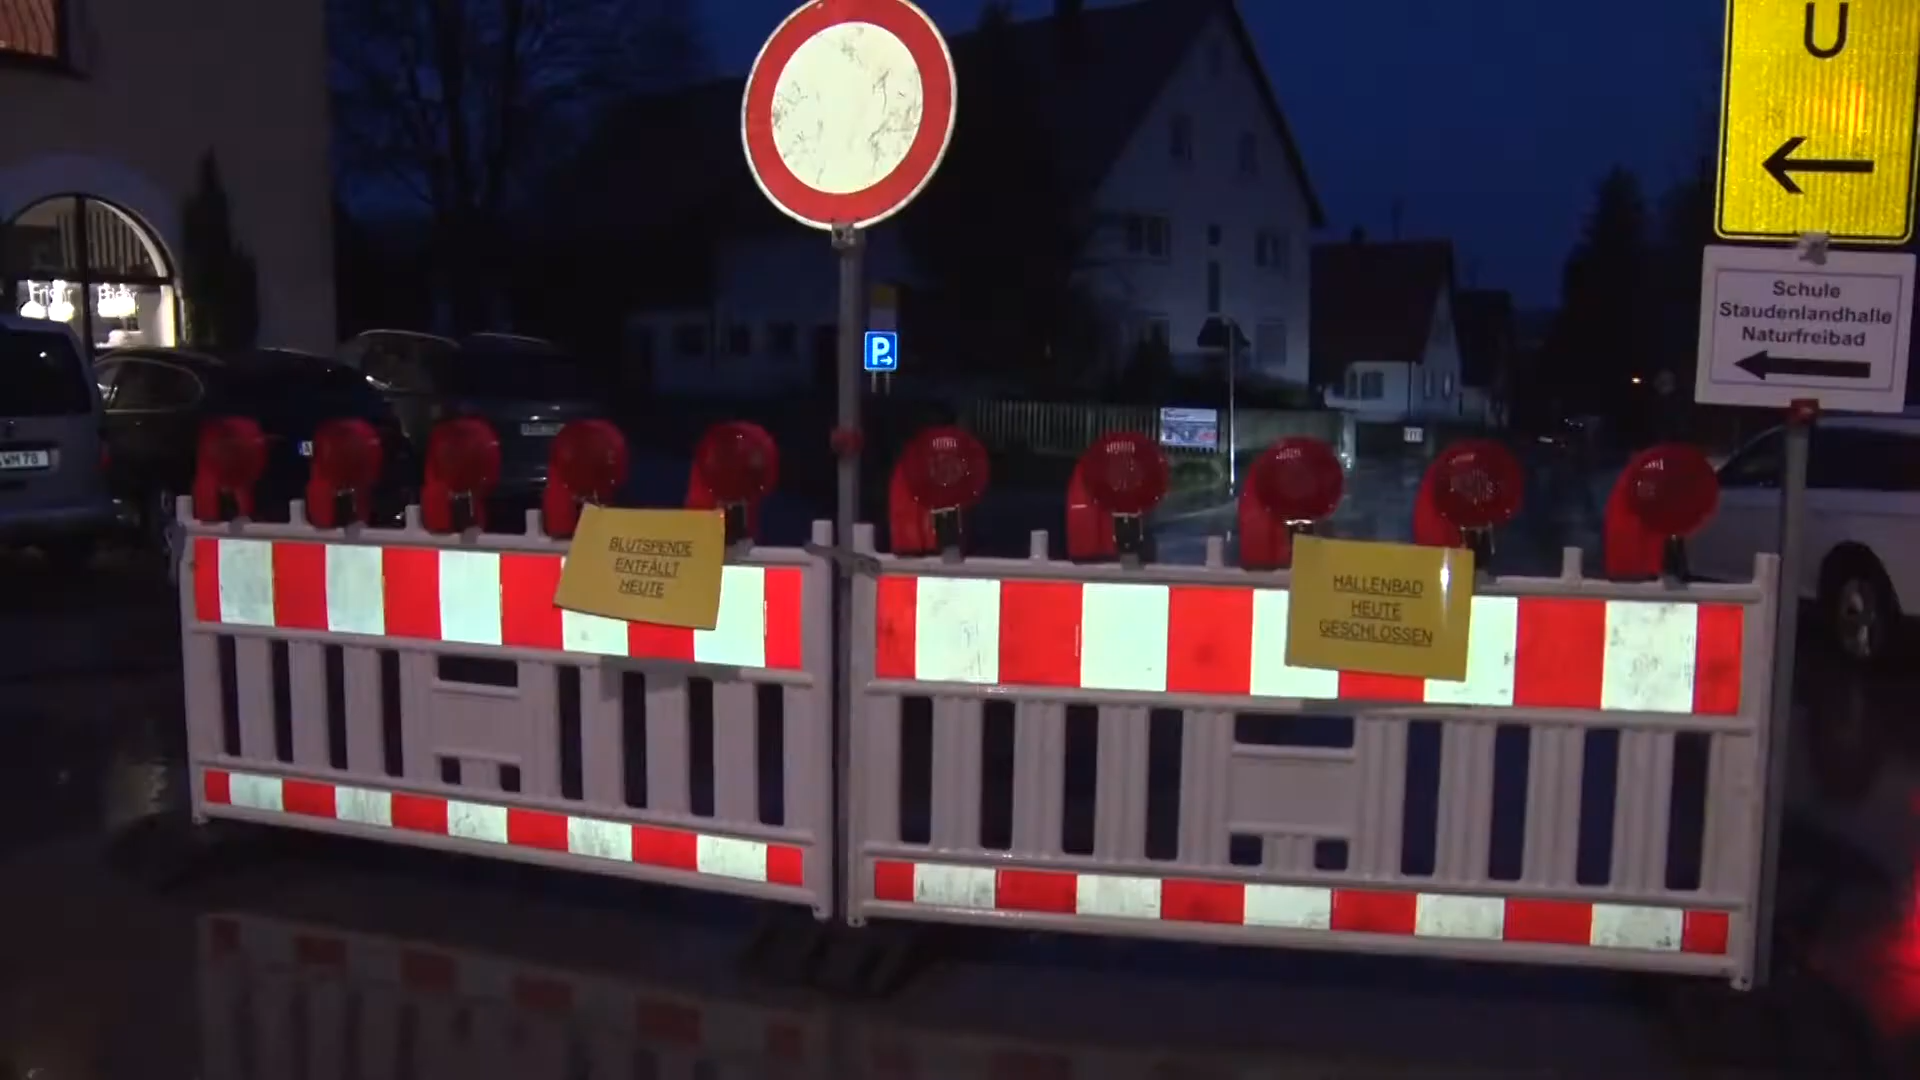 U
Schule
Staudenlandhalle
Naturfreibad
P
BLUTSPENDE
ENTFÄLLT
HEUTE
HALLENBAD
HEUTE
GESCHLOSSEN